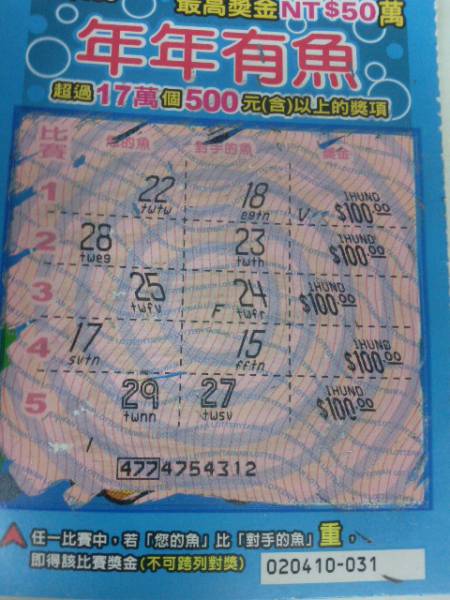 最高獎金NT$50萬
年年有魚
超過17萬個500元(含)以上的獎項
比賽 您的魚 對手的魚 獎金
1 22 18 $100.00
twtw egtn V 1HUND
2 28 23 $100.00
tweg twth 1HUND
3 25 24 $100.00
twfv F twfr 1HUND
4 17 15 $100.00
svtn fftn 1HUND
5 29 27 $100.00
twnn twsv 1HUND
4774754312
任一比賽中，若「您的魚」比「對手的魚」重，
即得該比賽獎金(不可跨列對獎)
020410-031